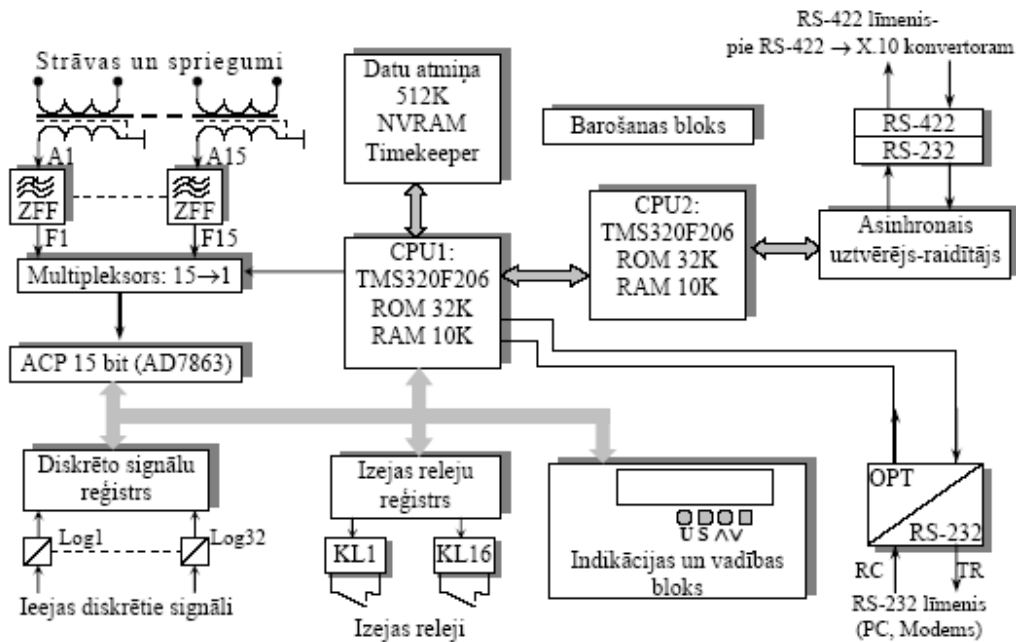 Strāvas un spriegumi
A1
A15
ZFF
ZFF
F1
F15
Multipleksors: 15→1
ACP 15 bit (AD7863)
Datu atmiņa
512K
NVRAM
Timekeeper
CPU1:
TMS320F206
ROM 32K
RAM 10K
Barošanas bloks
CPU2:
TMS320F206
ROM 32K
RAM 10K
RS-422 līmenis-
pie RS-422 → X.10 konvertoram
RS-422
RS-232
Asinhronais
uztvērējs-raidītājs
Diskrēto signālu
reģistrs
Log1
Log32
Ieejas diskrētie signāli
Izejas releju
reģistrs
KL1
KL16
Izejas releji
U S Λ V
Indikācijas un vadības
bloks
OPT
RS-232
RC
TR
RS-232 līmenis
(PC, Modems)